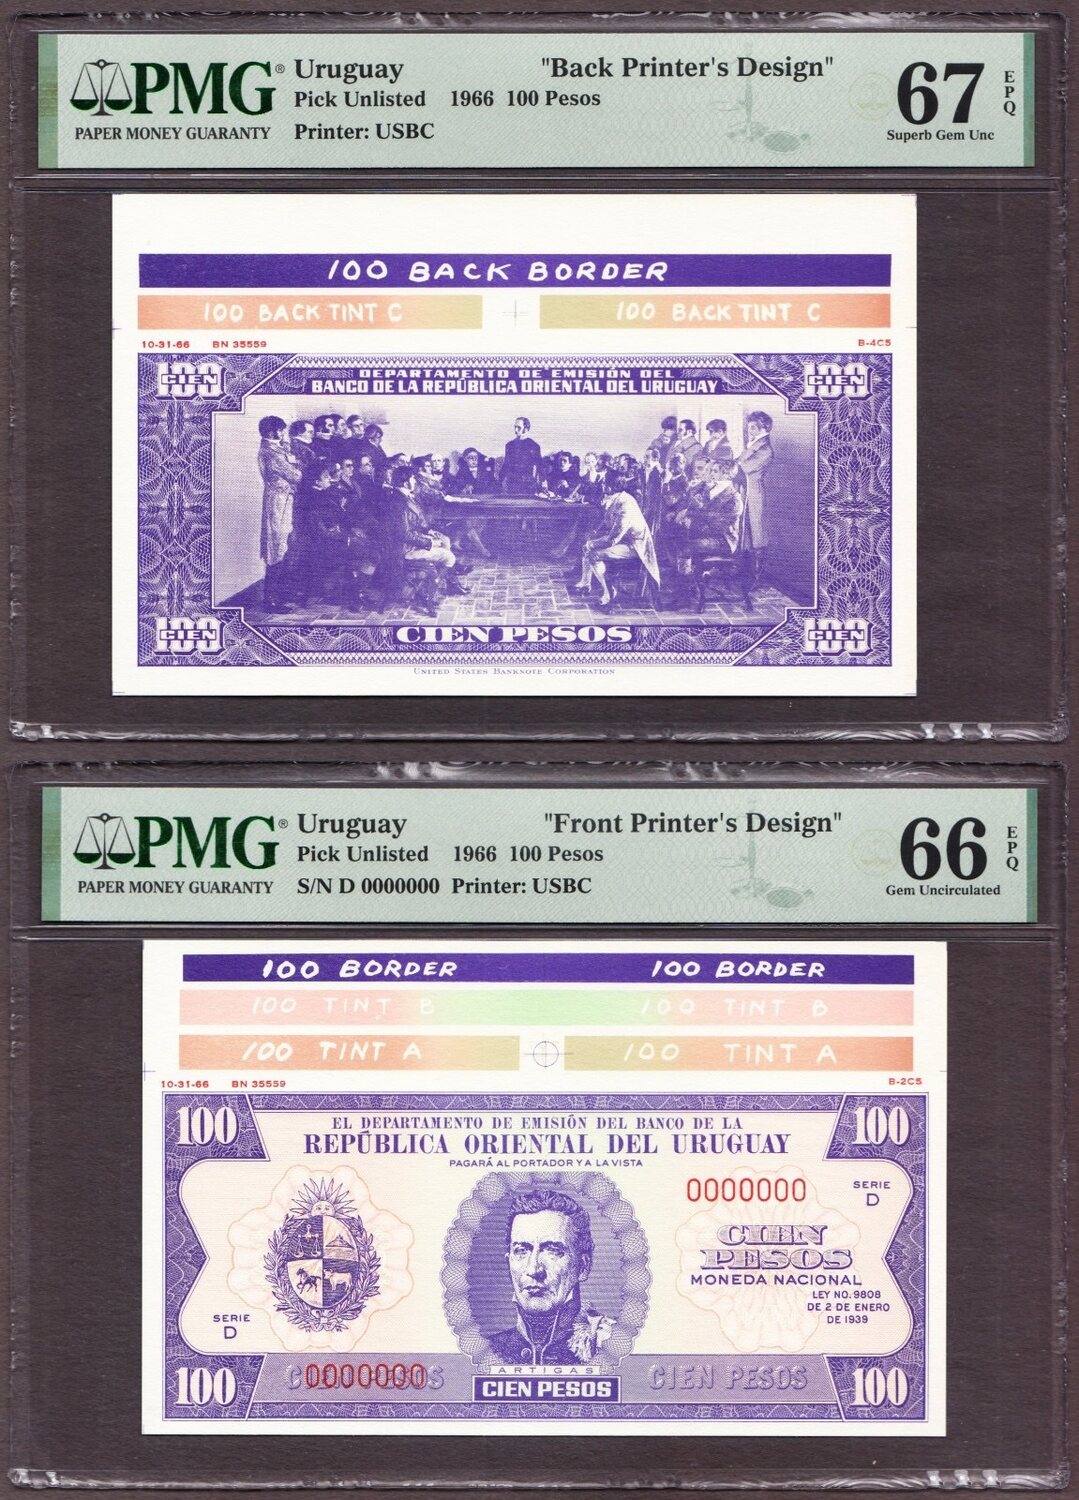 PMG® Uruguay "Back Printer's Design" 67 EPQ
Pick Unlisted 1966 100 Pesos
PAPER MONEY GUARANTY Printer: USBC Superb Gem Unc
100 BACK BORDER
100 BACK TINT C 100 BACK TINT C
10-31-66 BN 35559 B-4C5
100 CIEN DEPARTAMENTO DE EMISIÓN DEL 100 CIEN
BANCO DE LA REPÚBLICA ORIENTAL DEL URUGUAY
100 CIEN CIEN PESOS 100 CIEN
UNITED STATES BANKNOTE CORPORATION
PMG® Uruguay "Front Printer's Design" 66 EPQ
Pick Unlisted 1966 100 Pesos
PAPER MONEY GUARANTY S/N D 0000000 Printer: USBC Gem Uncirculated
100 BORDER 100 BORDER
100 TINT B 100 TINT B
100 TINT A 100 TINT A
10-31-66 BN 35559 B-2C5
100 EL DEPARTAMENTO DE EMISIÓN DEL BANCO DE LA 100
REPÚBLICA ORIENTAL DEL URUGUAY
PAGARÁ AL PORTADOR Y A LA VISTA
0000000 SERIE
D
CIEN
PESOS
MONEDA NACIONAL
LEY NO. 9808
DE 2 DE ENERO
DE 1939
SERIE
D
ARTIGAS
100 CIEN PESOS 0000000 CIEN PESOS CIEN PESOS 100